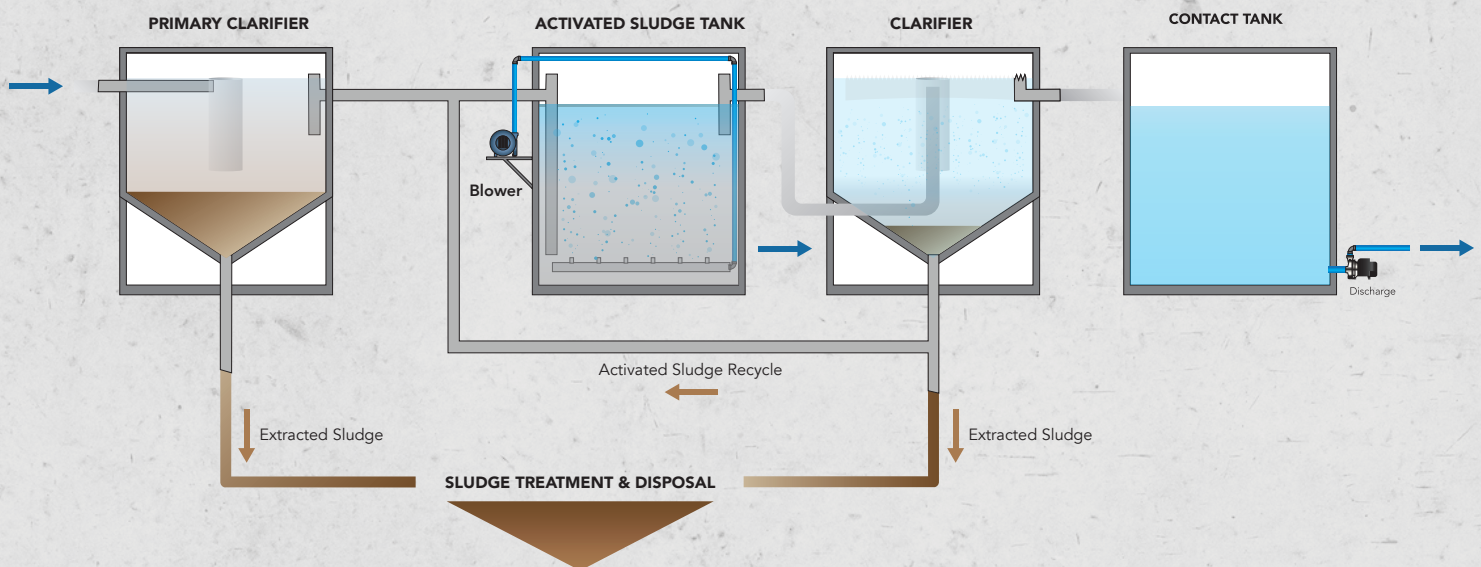 PRIMARY CLARIFIER
ACTIVATED SLUDGE TANK
CLARIFIER
CONTACT TANK
Blower
Discharge
Activated Sludge Recycle
Extracted Sludge
Extracted Sludge
SLUDGE TREATMENT & DISPOSAL